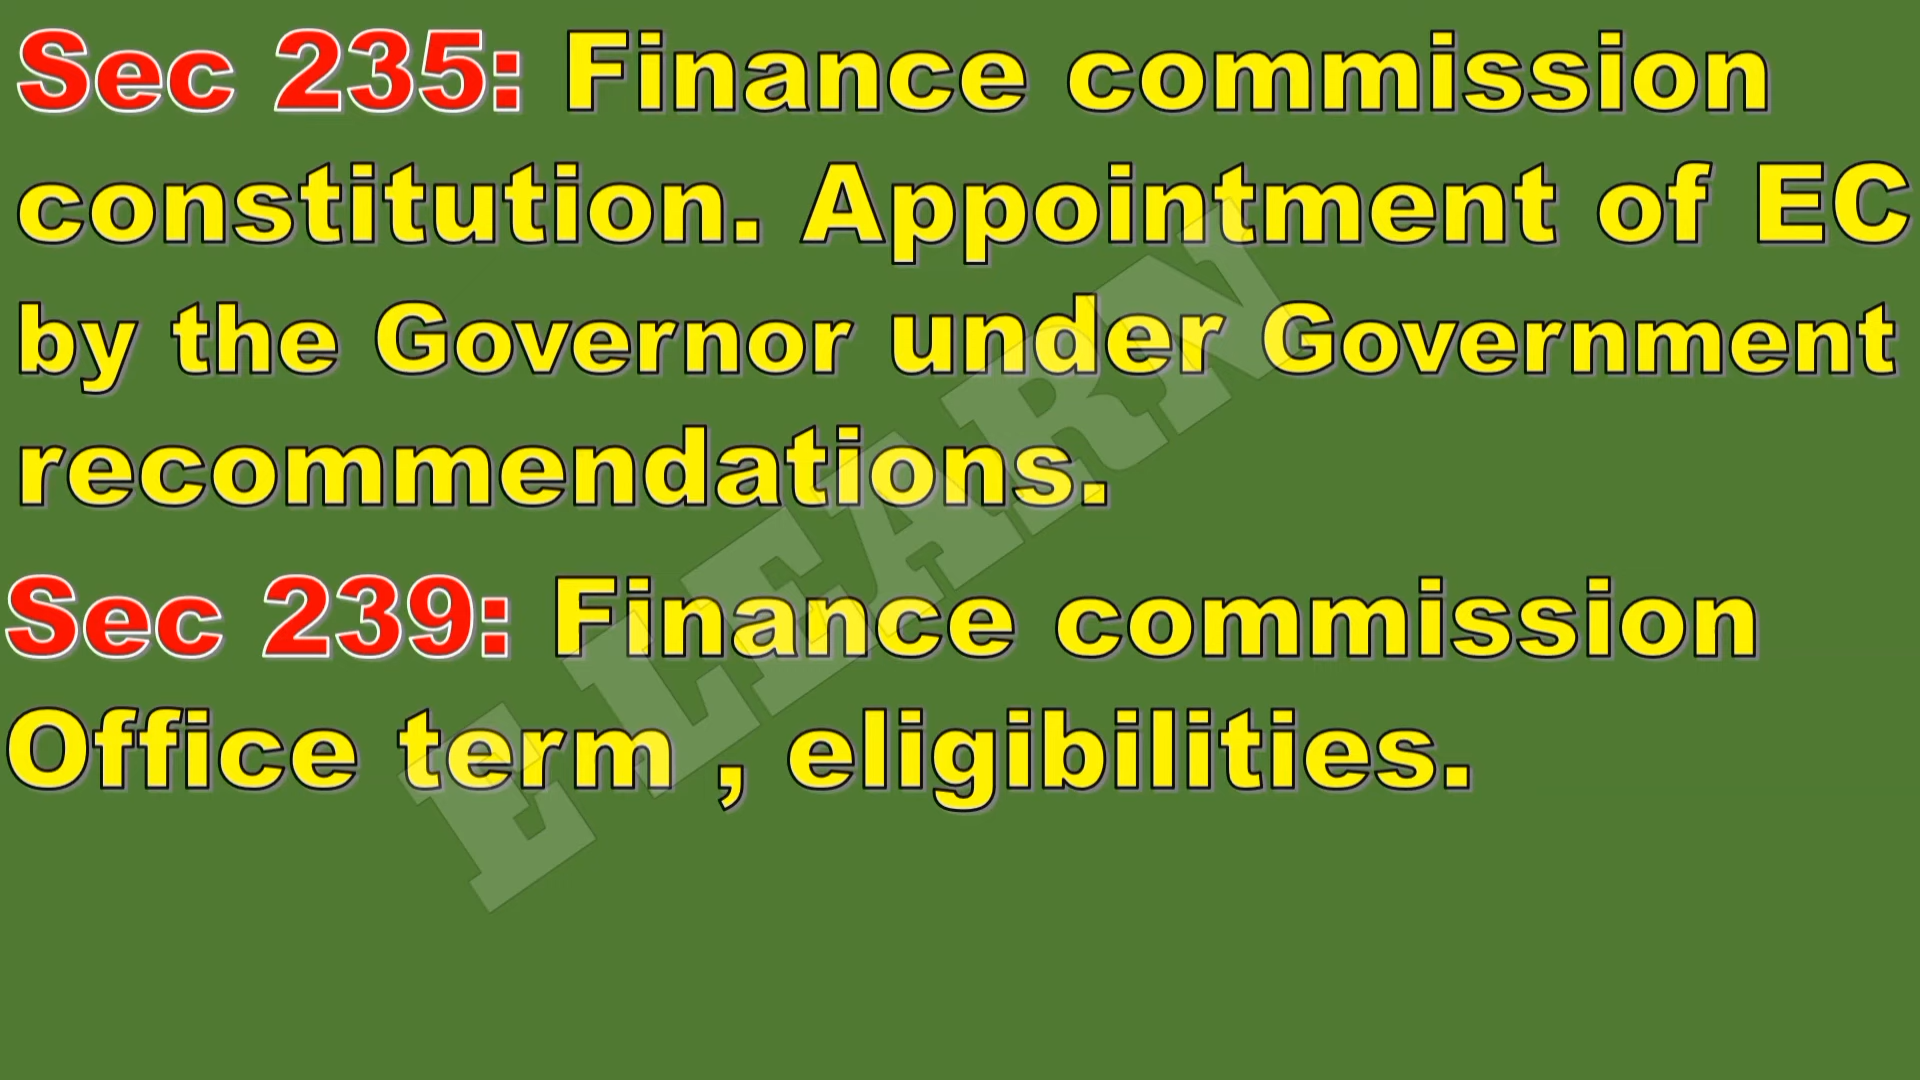 Sec 235: Finance commission
constitution. Appointment of EC
by the Governor under Government
recommendations.
Sec 239: Finance commission
Office term , eligibilities.
E LEARN